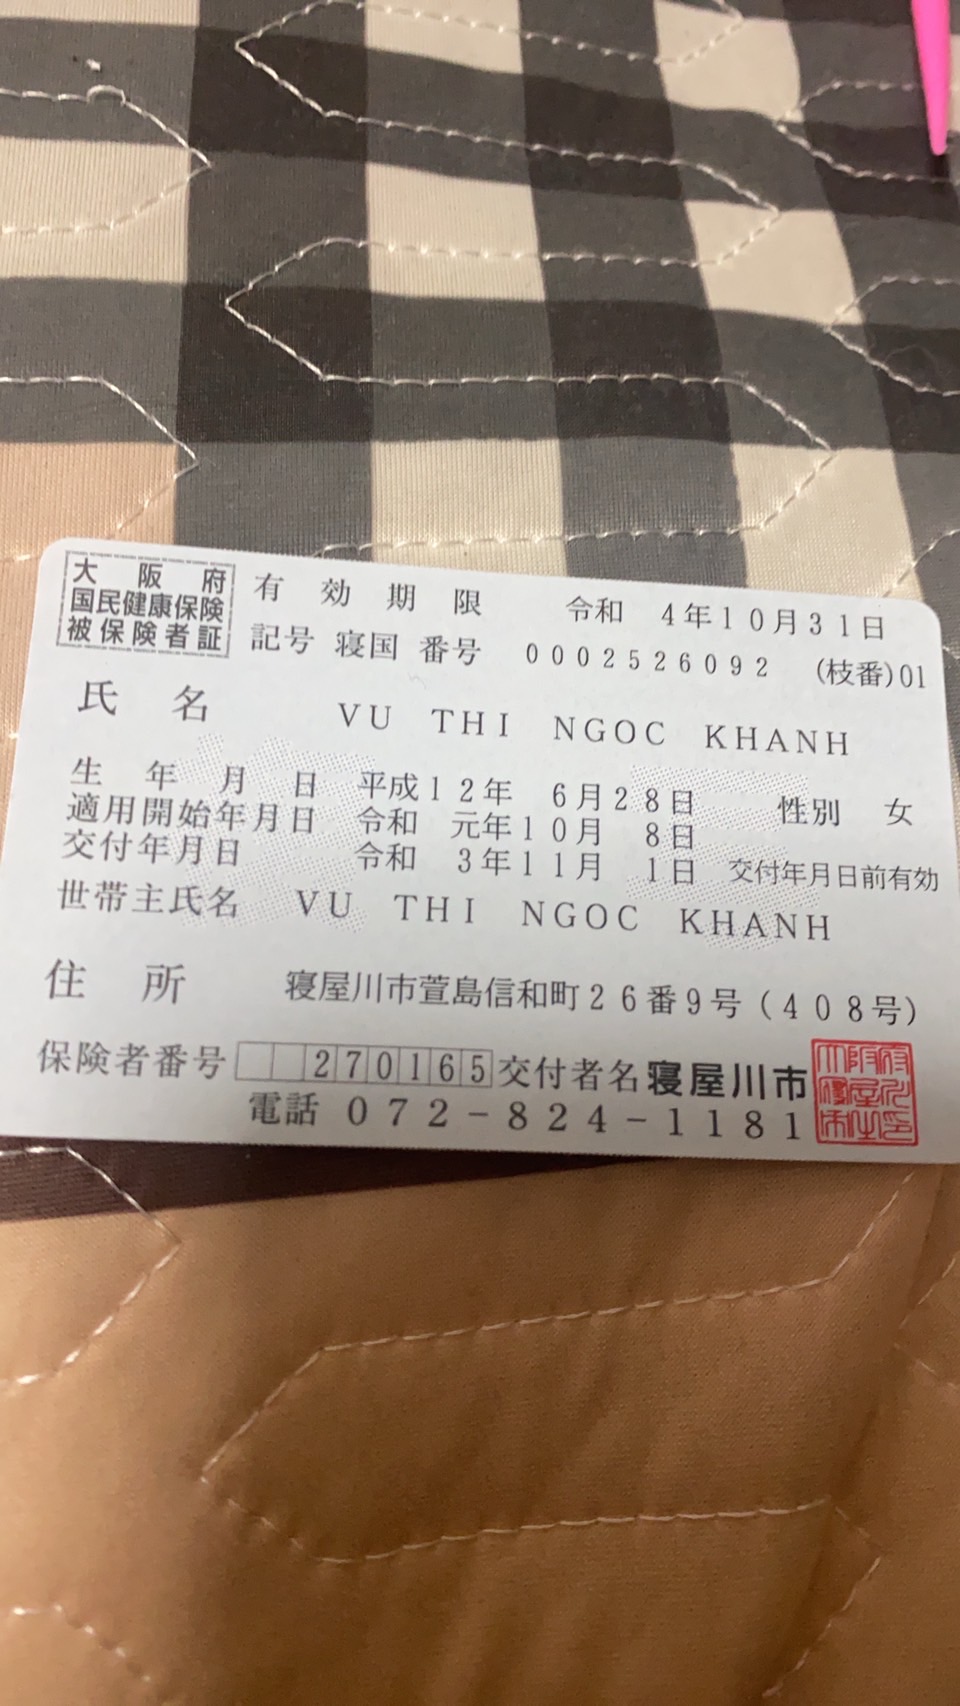 大阪府
国民健康保険
被保険者証
有効期限 令和 4年10月31日
記号 寝国 番号 0002526092 (枝番)01
氏名 VU THI NGOC KHANH
生年月日 平成12年 6月28日 性別 女
適用開始年月日 令和 元年10月 8日
交付年月日 令和 3年11月 1日 交付年月日前有効
世帯主氏名 VU THI NGOC KHANH
住所 寝屋川市萱島信和町26番9号(408号)
保険者番号 270165 交付者名 寝屋川市
電話 072-824-1181